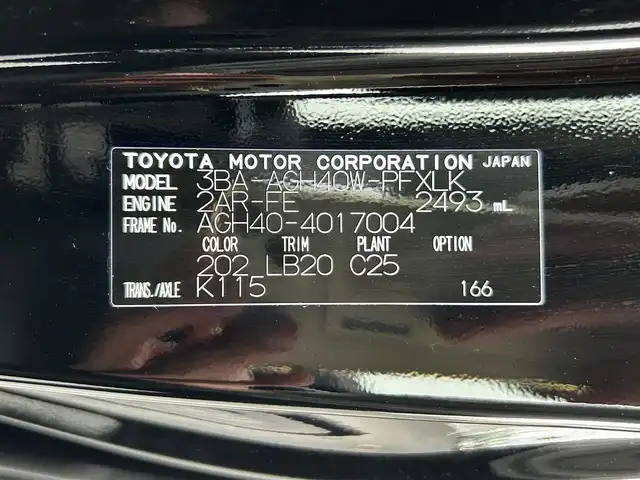 TOYOTA MOTOR CORPORATION JAPAN
MODEL 3BA-AGH40W-PFXLK
ENGINE 2AR-FE 2493 mL
FRAME No. AGH40-4017004
COLOR TRIM PLANT OPTION
202 LB20 C25
TRANS./AXLE K115 166